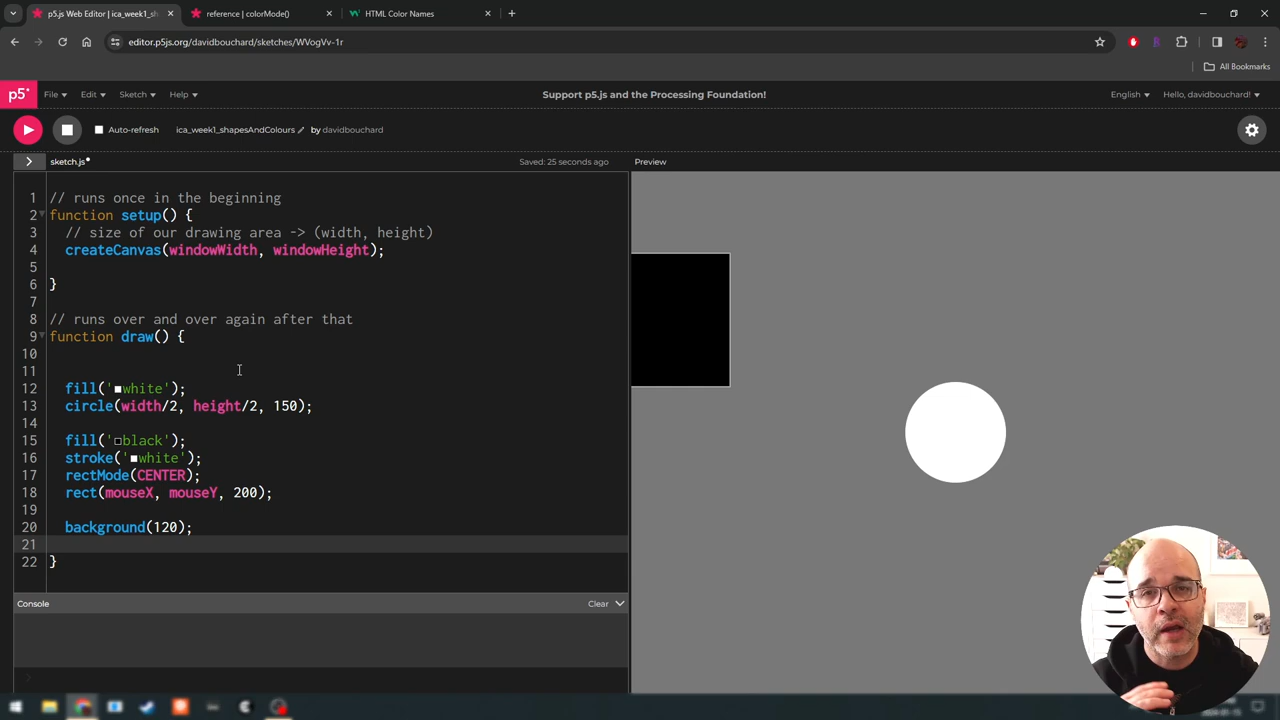 p5.js Web Editor | ica_week1_sh
reference | colorMode()
HTML Color Names
editor.p5js.org/davidbouchard/sketches/WVogVv-1r
All Bookmarks
p5* File Edit Sketch Help
Support p5.js and the Processing Foundation!
English Hello, davidbouchard!
Auto-refresh ica_week1_shapesAndColours by davidbouchard
sketch.js Saved: 25 seconds ago Preview
1 // runs once in the beginning
2 function setup() {
3 // size of our drawing area -> (width, height)
4 createCanvas(windowWidth, windowHeight);
5
6 }
7
8 // runs over and over again after that
9 function draw() {
10
11
12 fill('white');
13 circle(width/2, height/2, 150);
14
15 fill('black');
16 stroke('white');
17 rectMode(CENTER);
18 rect(mouseX, mouseY, 200);
19
20 background(120);
21
22 }
Console Clear